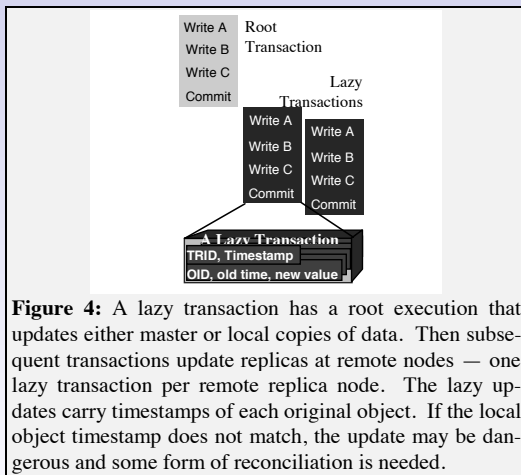 Write A
Write B
Write C
Commit
Root
Transaction
Lazy
Transactions
Write A
Write B
Write C
Commit
Write A
Write B
Write C
Commit
A Lazy Transaction
TRID, Timestamp
OID, old time, new value
Figure 4: A lazy transaction has a root execution that
updates either master or local copies of data. Then subse-
quent transactions update replicas at remote nodes — one
lazy transaction per remote replica node. The lazy up-
dates carry timestamps of each original object. If the local
object timestamp does not match, the update may be dan-
gerous and some form of reconciliation is needed.